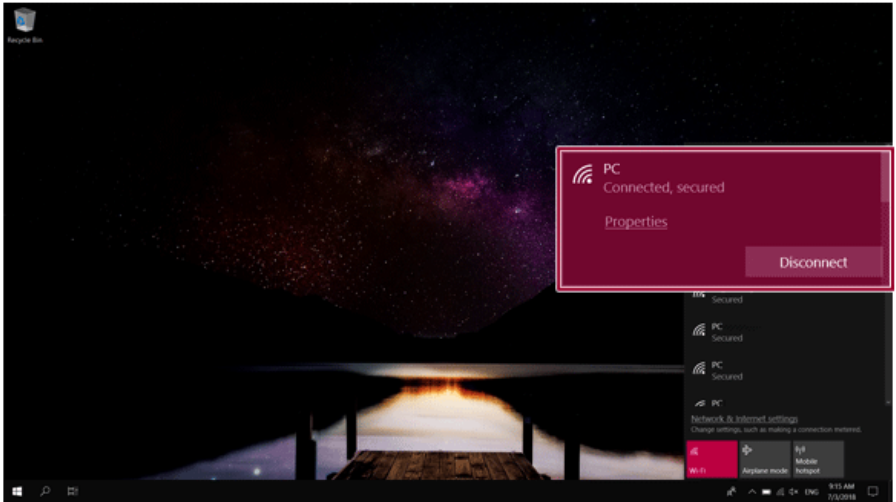 Recycle Bin
PC
Connected, secured
Properties
Disconnect
Secured
PC
Secured
PC
Secured
PC
Network & Internet settings
Change settings, such as making a connection metered.
Wi-Fi
Airplane mode
Mobile
hotspot
ENG
9:15 AM
7/3/2018